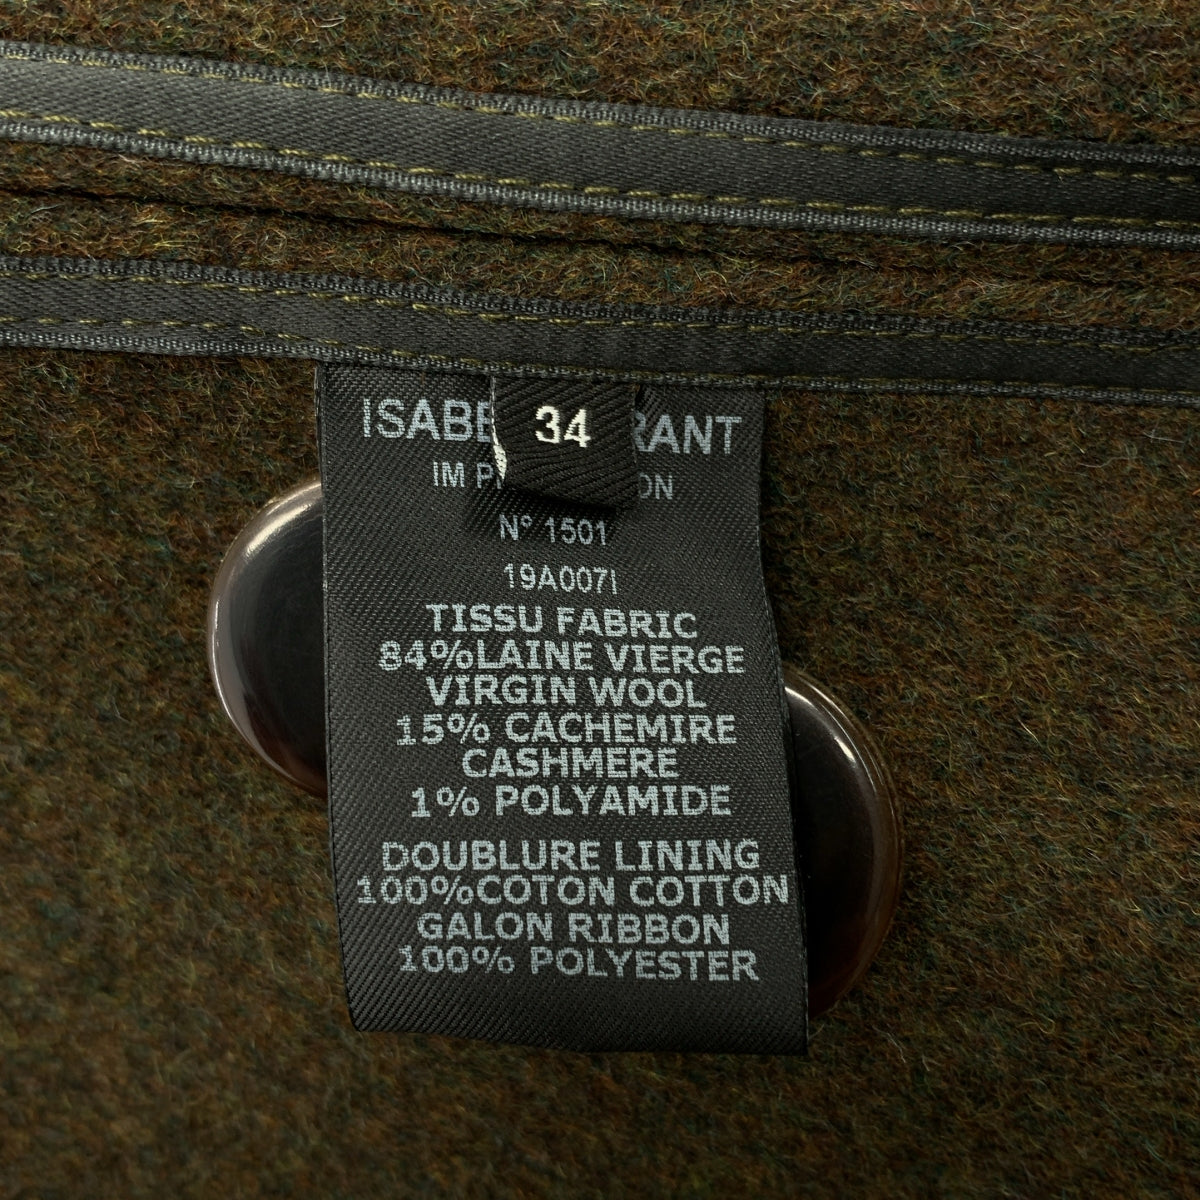 34
ISABE RANT
IM P ON
N° 1501
19A007I
TISSU FABRIC
84%LAINE VIERGE
VIRGIN WOOL
15% CACHEMIRE
CASHMERE
1% POLYAMIDE
DOUBLURE LINING
100%COTON COTTON
GALON RIBBON
100% POLYESTER